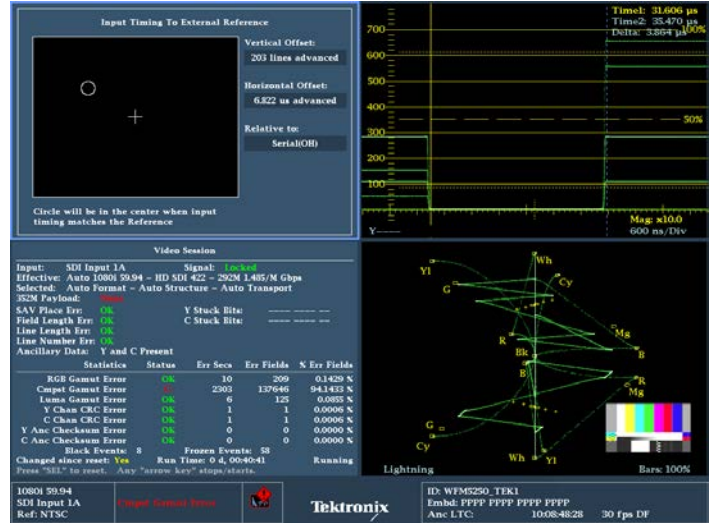 Input Timing To External Reference
Vertical Offset:
203 lines advanced
Horizontal Offset:
6.822 us advanced
Relative to:
Serial(OH)
Circle will be in the center when input
timing matches the Reference
Time1: 31.606 µs
Time2: 35.470 µs
Delta: 3.864 µs
100%
700
600
500
400
50%
300
200
100
Mag: x10.0
Y-----
600 ns/Div
Video Session
Input: SDI Input 1A Signal: Locked
Effective: Auto 1080i 59.94 – HD SDI 422 – 292M 1.485/M Gbps
Selected: Auto Format – Auto Structure – Auto Transport
352M Payload:
SAV Place Err: OK Y Stuck Bits: ---- ---- --
Field Length Err: OK C Stuck Bits: ---- ---- --
Line Length Err: OK
Line Number Err: OK
Ancillary Data: Y and C Present
Statistics Status Err Secs Err Fields % Err Fields
RGB Gamut Error OK 10 209 0.1429 %
Cmpst Gamut Error 2303 137646 94.1433 %
Luma Gamut Error OK 6 125 0.0855 %
Y Chan CRC Error OK 1 1 0.0006 %
C Chan CRC Error OK 1 1 0.0006 %
Y Anc Checksum Error OK 0 0 0.0000 %
C Anc Checksum Error OK 0 0 0.0000 %
Black Events: 8 Frozen Events: 58
Changed since reset: Yes Run Time: 0 d, 00:40:41 Running
Press "SEL" to reset. Any "arrow key" stops/starts.
Yl
Wh
Cy
G
Mg
R
Bk
B
B
R
Mg
G
Cy
Wh
Yl
Lightning
Bars: 100%
1080i 59.94
SDI Input 1A
Ref: NTSC
Cmpst Gamut Error
Tektronix
ID: WFM5250_TEK1
Embd: PPPP PPPP PPPP PPPP
Anc LTC: 10:08:48:28 30 fps DF